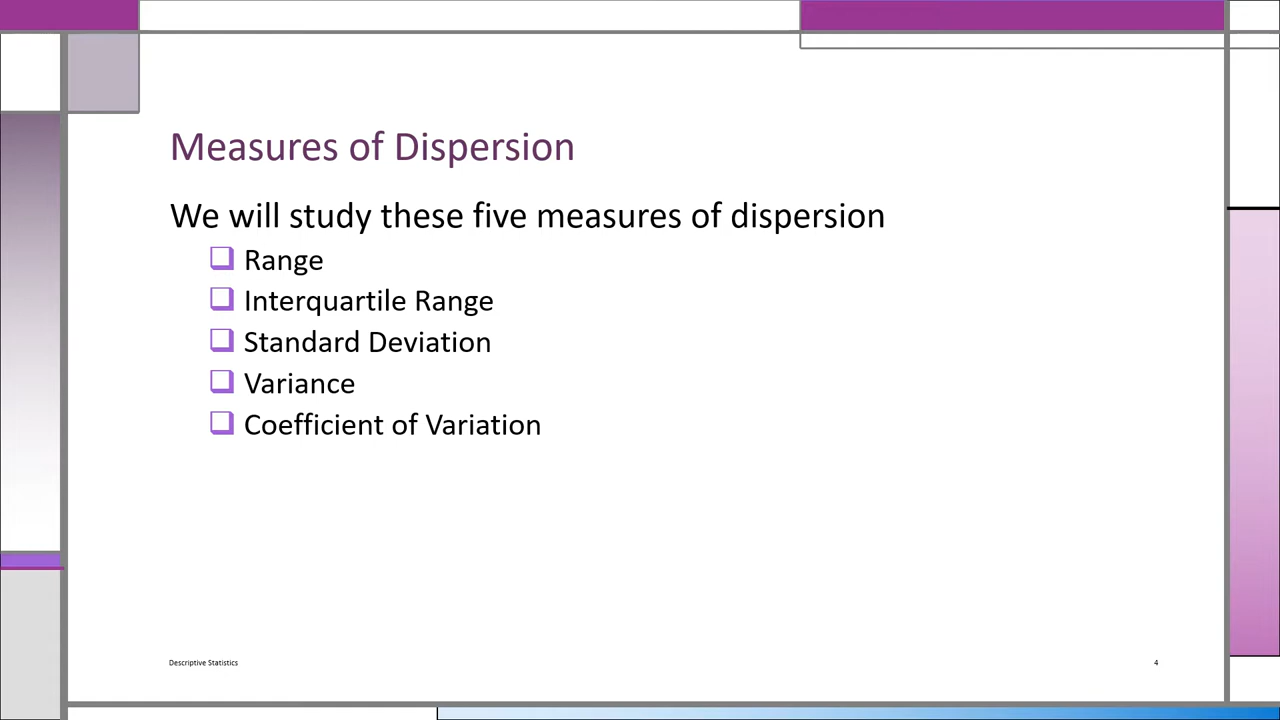 Measures of Dispersion
We will study these five measures of dispersion
Range
Interquartile Range
Standard Deviation
Variance
Coefficient of Variation
Descriptive Statistics
4